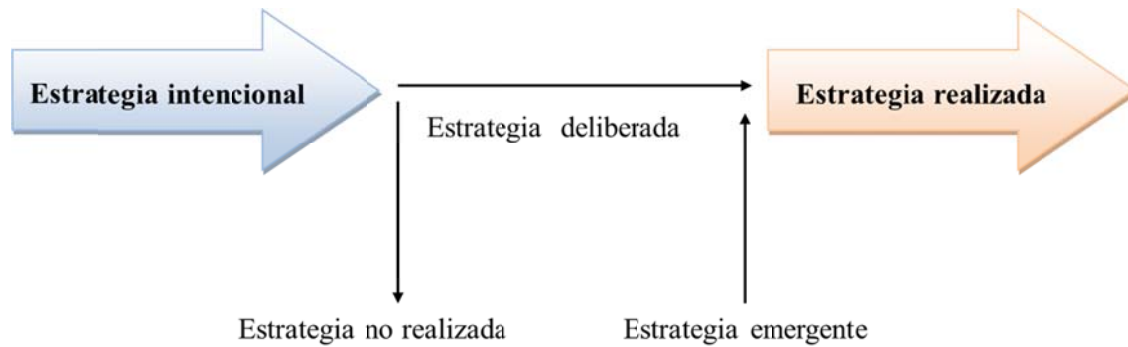 Estrategia intencional
Estrategia realizada
Estrategia deliberada
Estrategia no realizada
Estrategia emergente